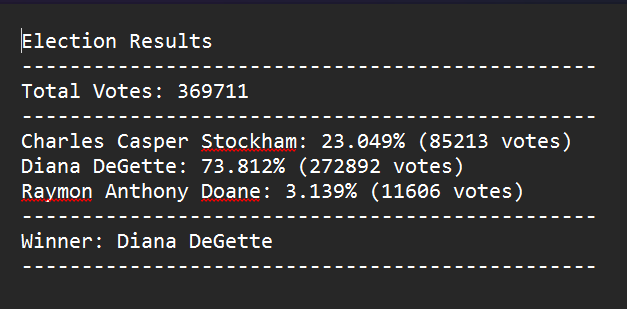 Election Results
-------------------------------------------------
Total Votes: 369711
-------------------------------------------------
Charles Casper Stockham: 23.049% (85213 votes)
Diana DeGette: 73.812% (272892 votes)
Raymon Anthony Doane: 3.139% (11606 votes)
-------------------------------------------------
Winner: Diana DeGette
-------------------------------------------------